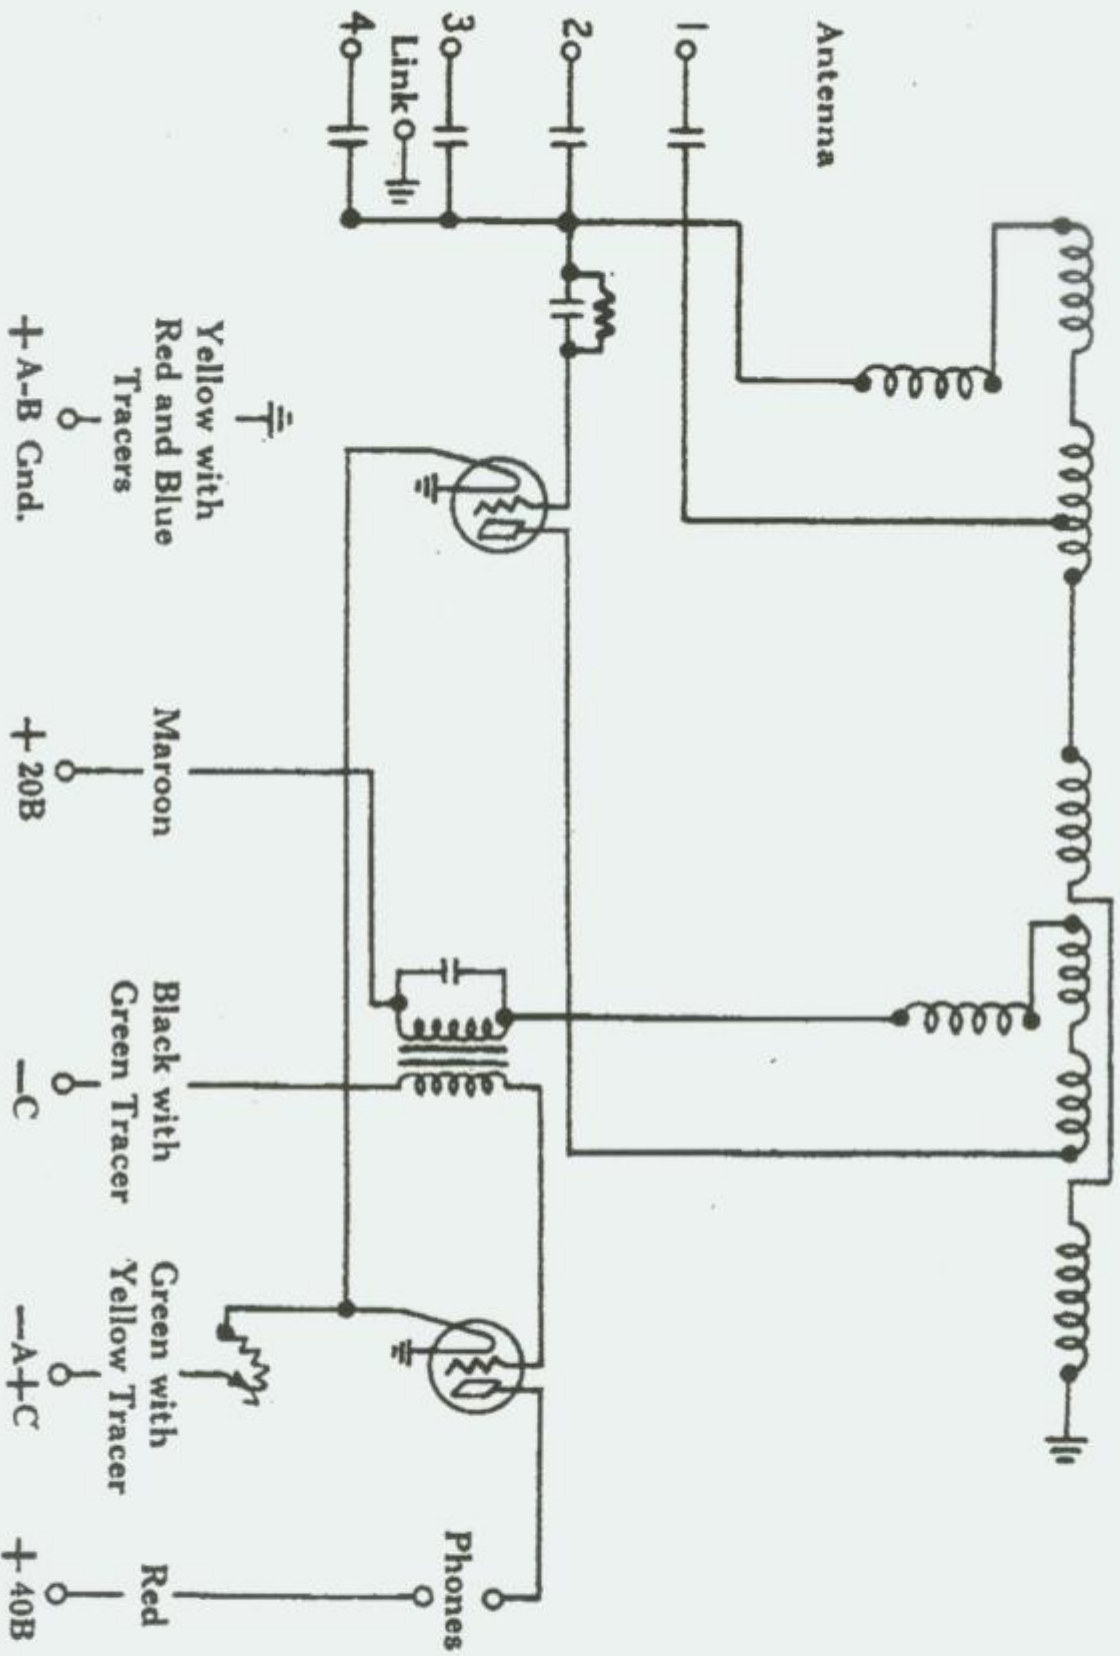 Antenna
1
2
3
Link
4
Yellow with
Red and Blue
Tracers
+A-B Gnd.
Maroon
+20B
Black with
Green Tracer
—C
Green with
Yellow Tracer
—A+C
Phones
Red
+40B